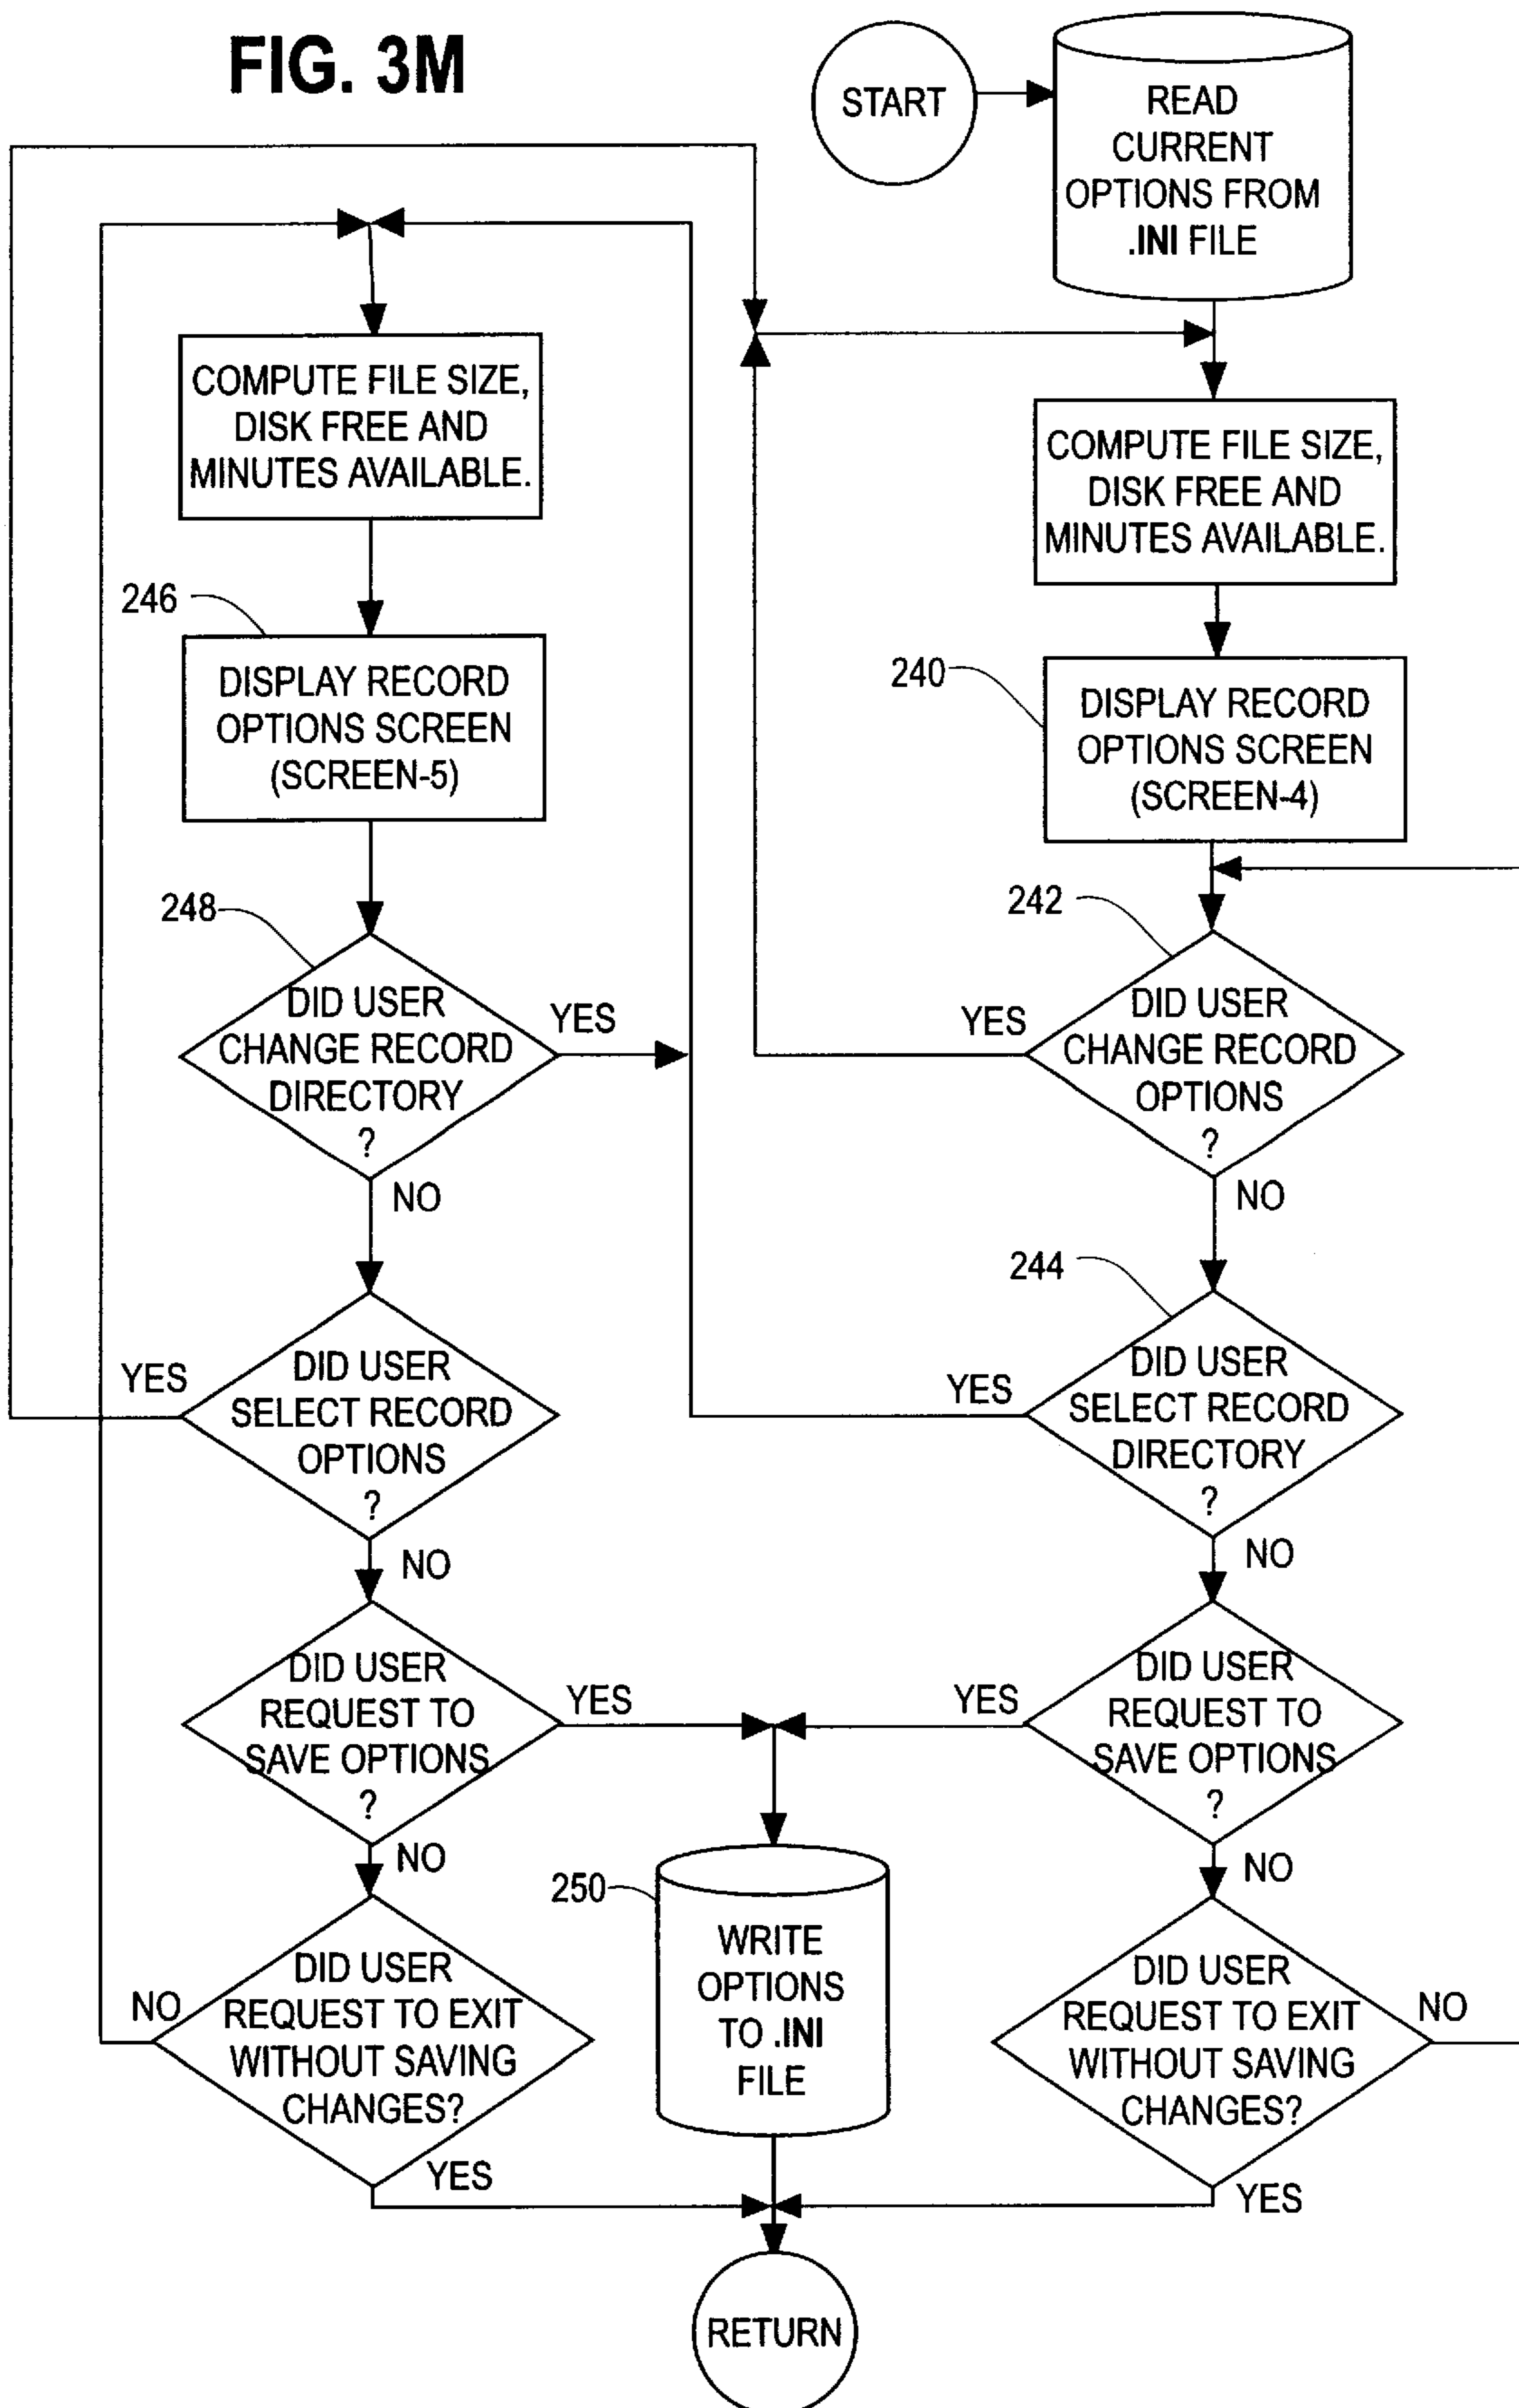 FIG. 3M
START
READ
CURRENT
OPTIONS FROM
.INI FILE
COMPUTE FILE SIZE,
DISK FREE AND
MINUTES AVAILABLE.
COMPUTE FILE SIZE,
DISK FREE AND
MINUTES AVAILABLE.
246
DISPLAY RECORD
OPTIONS SCREEN
(SCREEN-5)
240
DISPLAY RECORD
OPTIONS SCREEN
(SCREEN-4)
248
DID USER
CHANGE RECORD
DIRECTORY
?
YES
NO
242
DID USER
CHANGE RECORD
OPTIONS
?
YES
NO
YES
DID USER
SELECT RECORD
OPTIONS
?
NO
244
YES
DID USER
SELECT RECORD
DIRECTORY
?
NO
DID USER
REQUEST TO
SAVE OPTIONS
?
YES
NO
YES
DID USER
REQUEST TO
SAVE OPTIONS
?
NO
250
WRITE
OPTIONS
TO .INI
FILE
NO
DID USER
REQUEST TO EXIT
WITHOUT SAVING
CHANGES?
YES
DID USER
REQUEST TO EXIT
WITHOUT SAVING
CHANGES?
NO
YES
RETURN